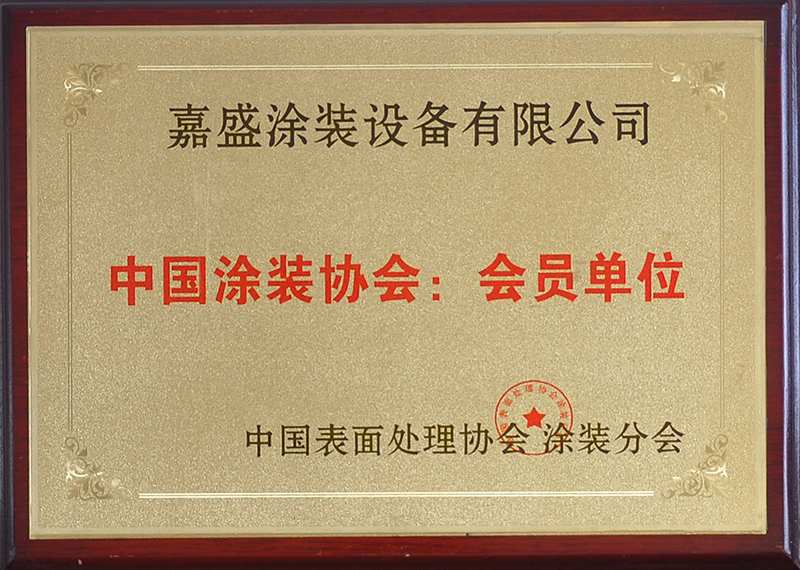 嘉盛涂装设备有限公司
中国涂装协会：会员单位
中国表面处理协会 涂装分会